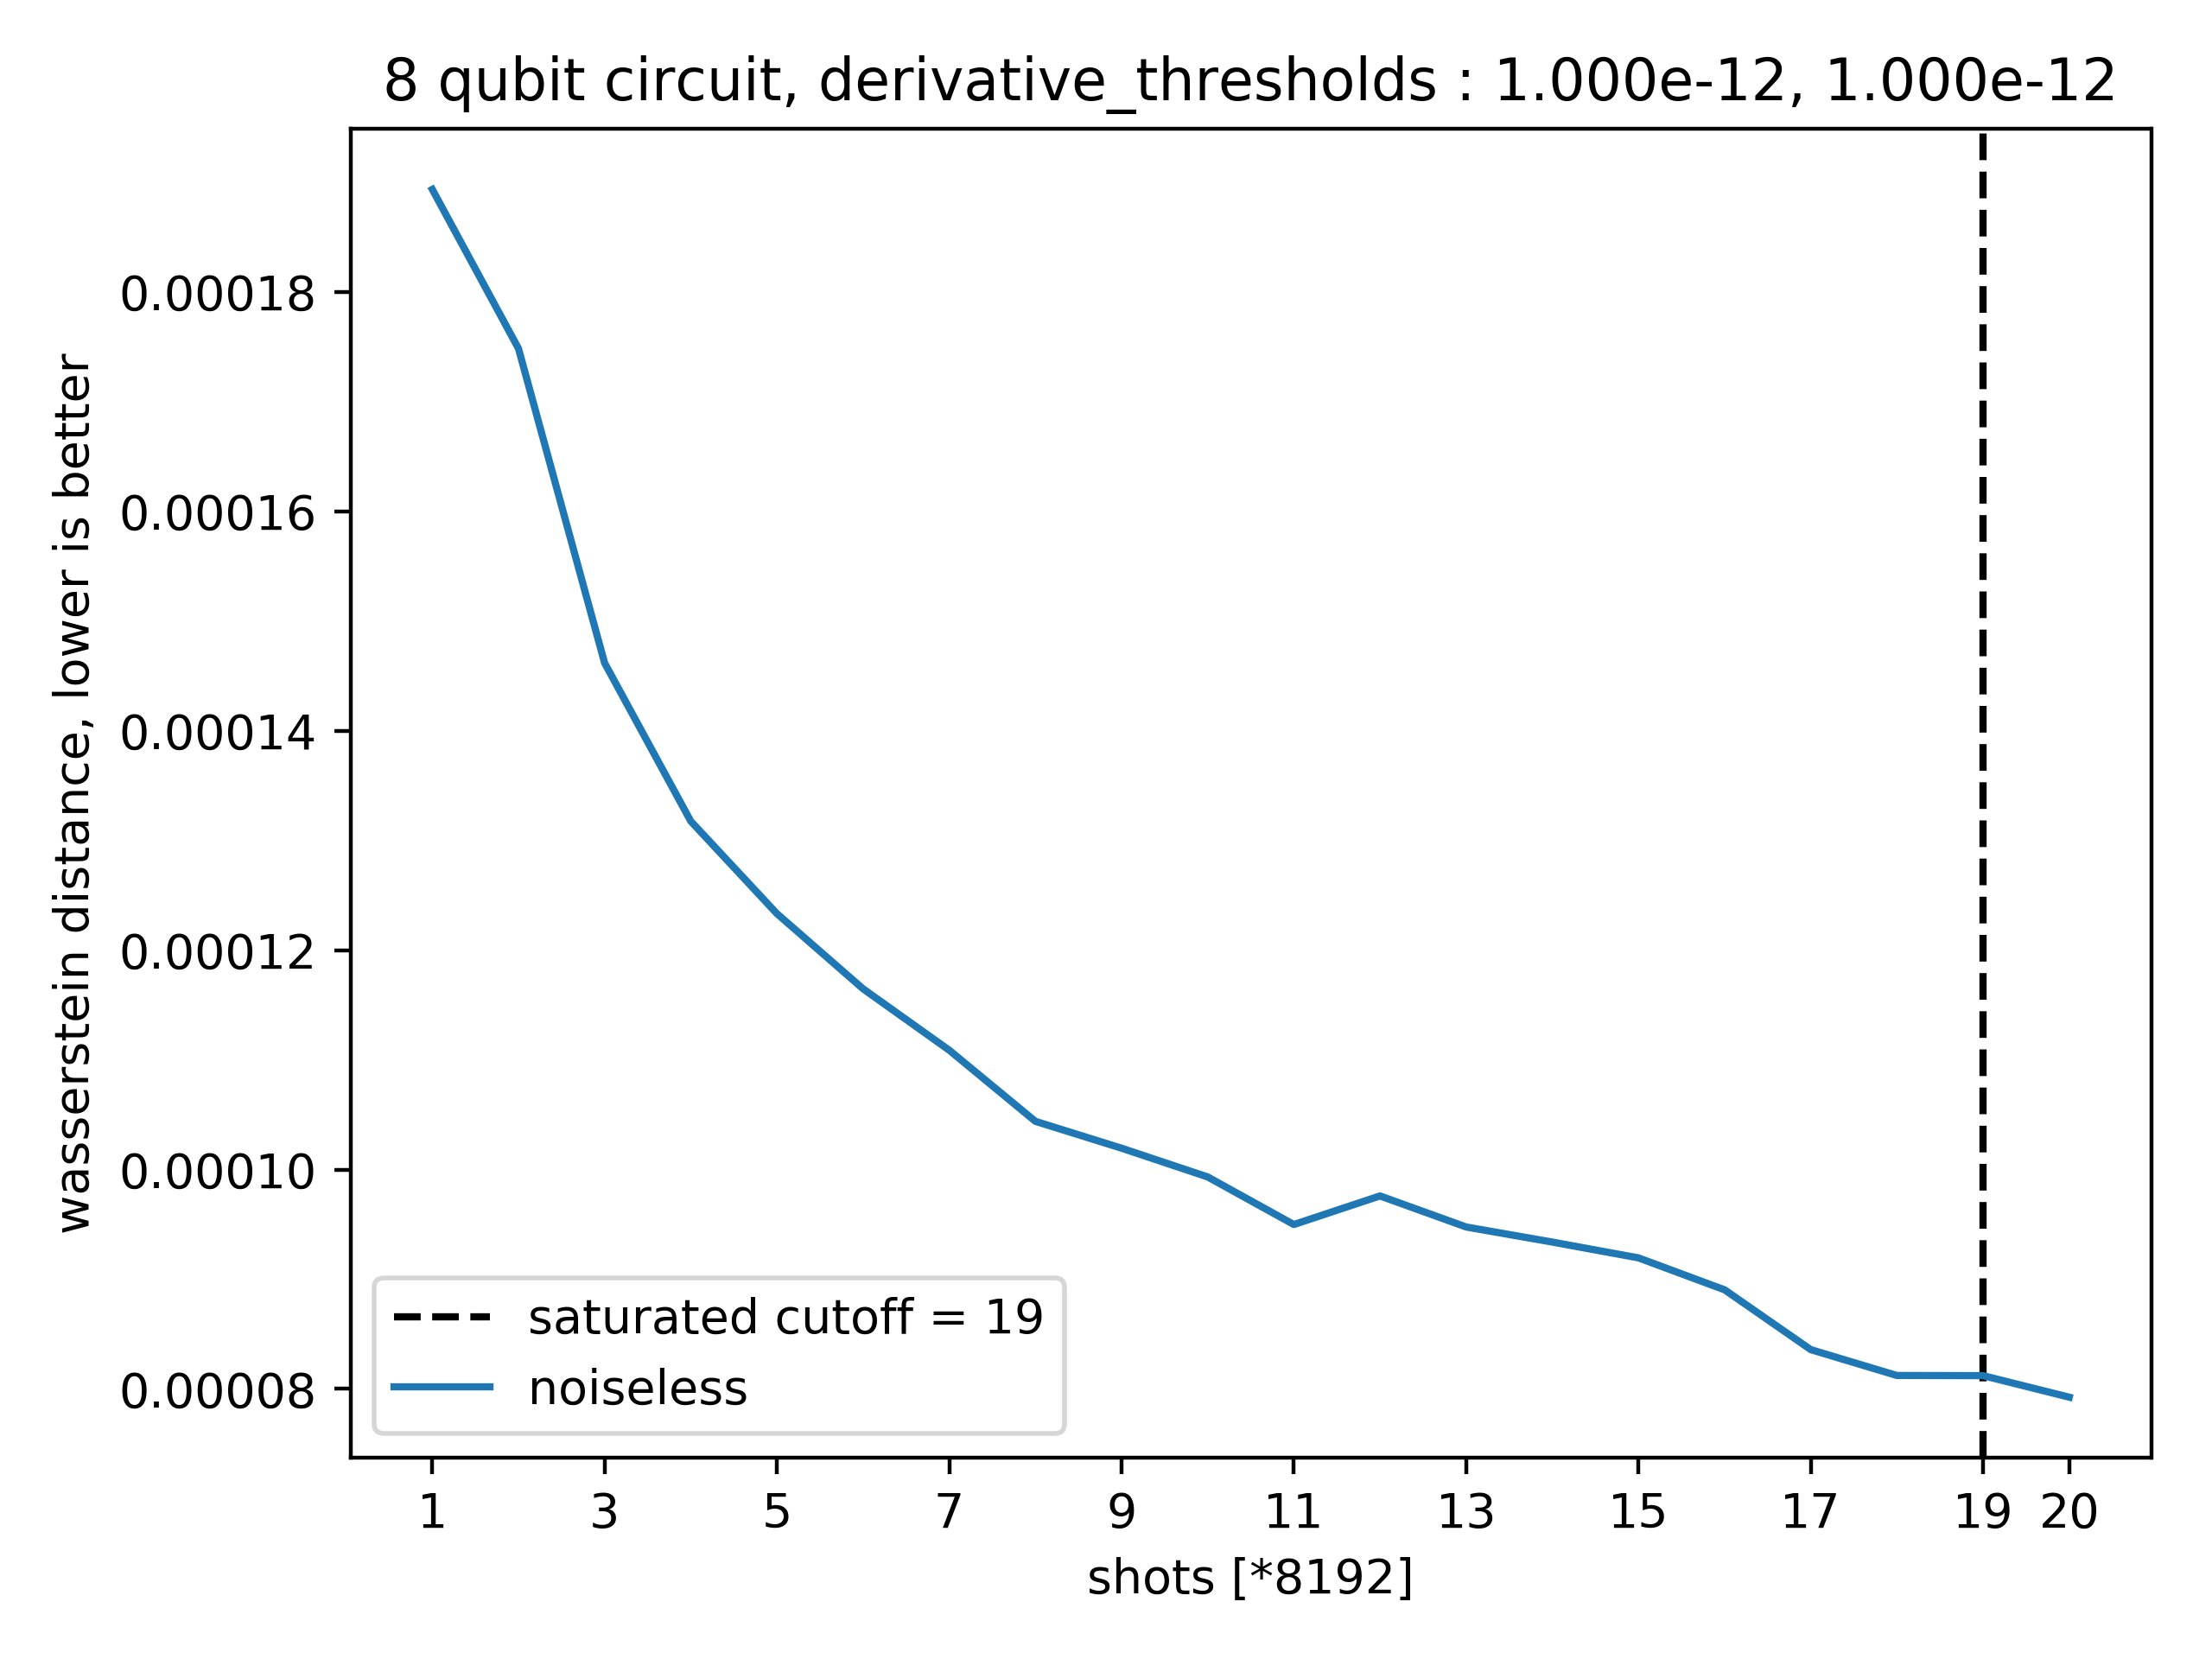 8 qubit circuit, derivative_thresholds : 1.000e-12, 1.000e-12
wasserstein distance, lower is better
0.00018
0.00016
0.00014
0.00012
0.00010
0.00008
saturated cutoff = 19
noiseless
1 3 5 7 9 11 13 15 17 19 20
shots [*8192]